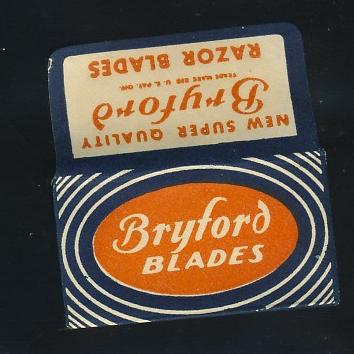 NEW SUPER QUALITY
Bryford
TRADE MARK REG U.S. PAT. OFF.
RAZOR BLADES
Bryford
BLADES